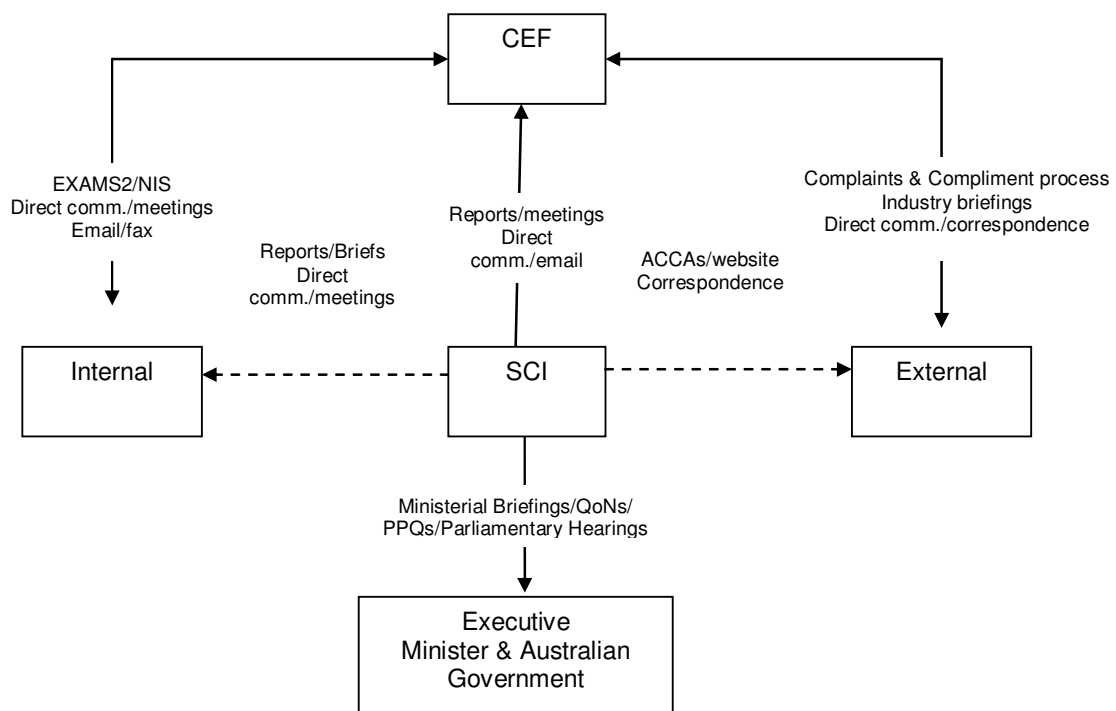 CEF
EXAMS2/NIS
Direct comm./meetings
Email/fax
Reports/Briefs
Direct
comm./meetings
Reports/meetings
Direct
comm./email
ACCAs/website
Correspondence
Complaints & Compliment process
Industry briefings
Direct comm./correspondence
Internal
SCI
External
Ministerial Briefings/QoNs/
PPQs/Parliamentary Hearings
Executive
Minister & Australian
Government